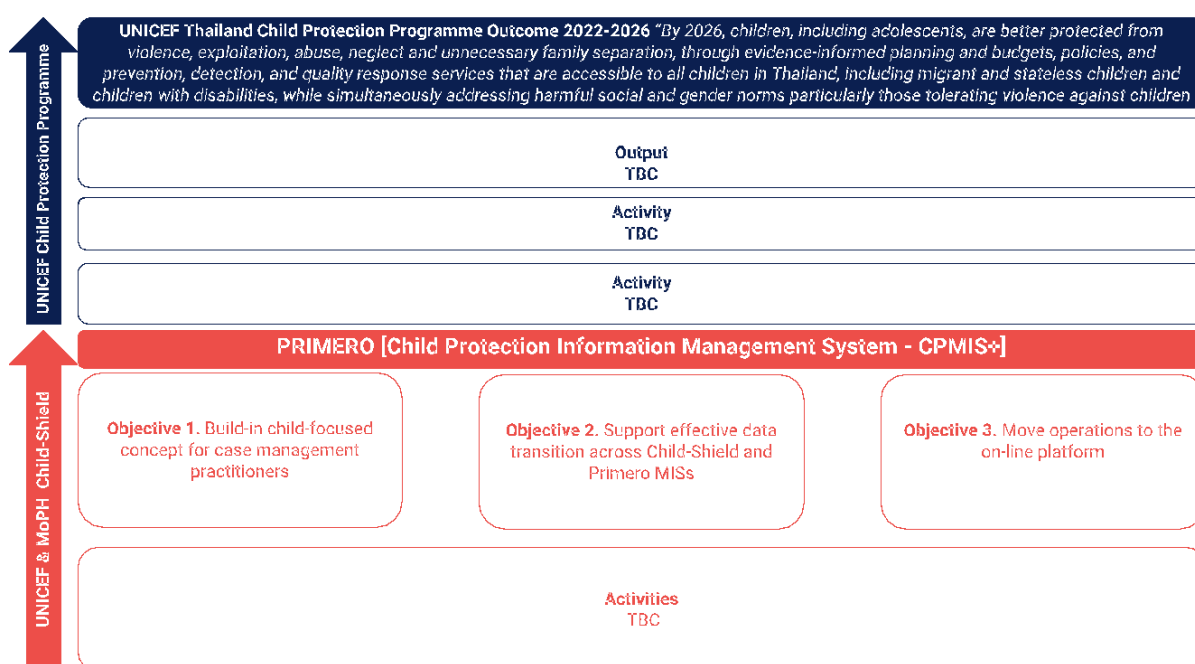 UNICEF Thailand Child Protection Programme Outcome 2022-2026 “By 2026, children, including adolescents, are better protected from
violence, exploitation, abuse, neglect and unnecessary family separation, through evidence-informed planning and budgets, policies, and
prevention, detection, and quality response services that are accessible to all children in Thailand, including migrant and stateless children and
children with disabilities, while simultaneously addressing harmful social and gender norms particularly those tolerating violence against children
UNICEF Child Protection Programme
Output
TBC
Activity
TBC
Activity
TBC
PRIMERO [Child Protection Information Management System - CPMIS+]
UNICEF & MoPH Child-Shield
Objective 1. Build-in child-focused
concept for case management
practitioners
Objective 2. Support effective data
transition across Child-Shield and
Primero MISs
Objective 3. Move operations to the
on-line platform
Activities
TBC